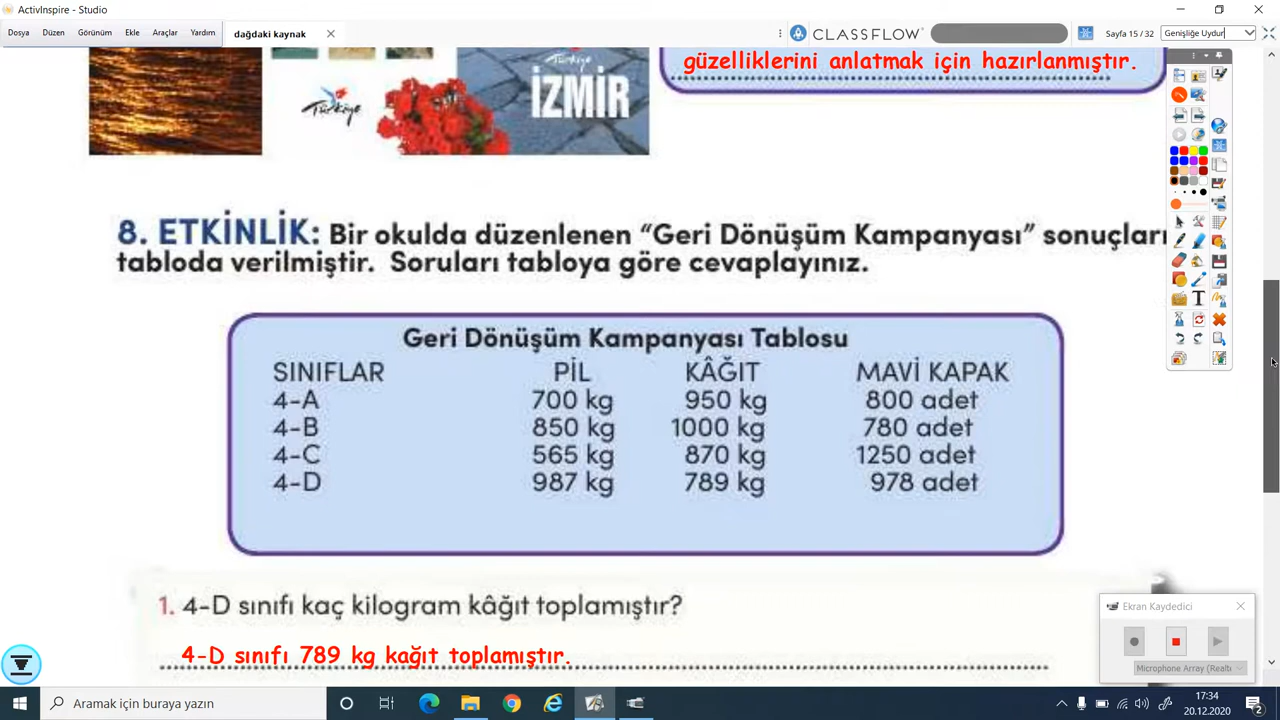 ActivInspire - Studio
Dosya Düzen Görünüm Ekle Araçlar Yardım dağdaki kaynak CLASSFLOW Sayfa 15 / 32 Genişliğe Uydur
güzelliklerini anlatmak için hazırlanmıştır.
Türkiye
Türkiye
İZMİR
8. ETKİNLİK: Bir okulda düzenlenen “Geri Dönüşüm Kampanyası” sonuçları
tabloda verilmiştir. Soruları tabloya göre cevaplayınız.
Geri Dönüşüm Kampanyası Tablosu
SINIFLAR PİL KÂĞIT MAVİ KAPAK
4-A 700 kg 950 kg 800 adet
4-B 850 kg 1000 kg 780 adet
4-C 565 kg 870 kg 1250 adet
4-D 987 kg 789 kg 978 adet
1. 4-D sınıfı kaç kilogram kâğıt toplamıştır?
4-D sınıfı 789 kg kağıt toplamıştır.
Ekran Kaydedici
Microphone Array (Realte
Aramak için buraya yazın
17:34
20.12.2020
2